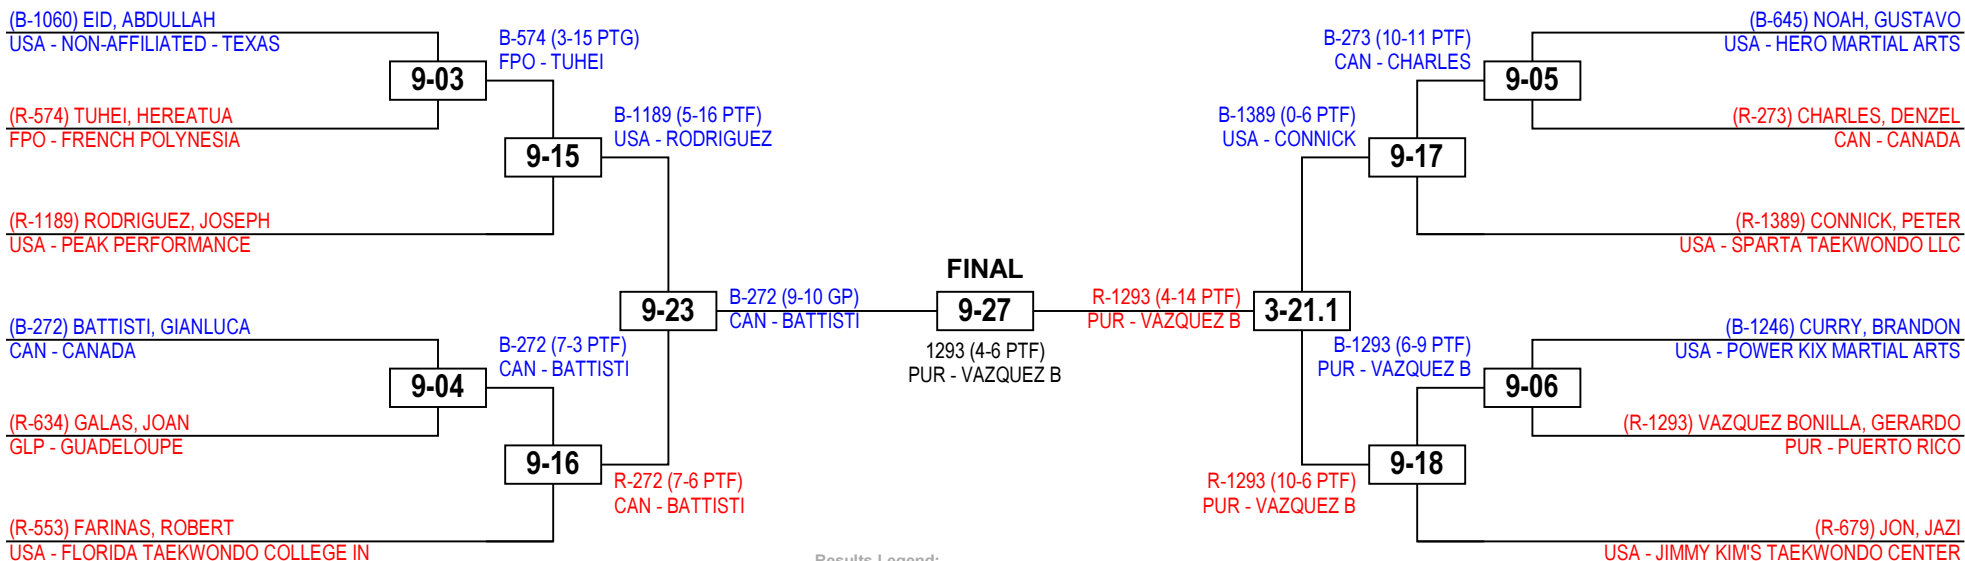 (B-1060) EID, ABDULLAH
USA - NON-AFFILIATED - TEXAS
9-03
(R-574) TUHEI, HEREATUA
FPO - FRENCH POLYNESIA
B-574 (3-15 PTG)
FPO - TUHEI
9-15
(R-1189) RODRIGUEZ, JOSEPH
USA - PEAK PERFORMANCE
B-1189 (5-16 PTF)
USA - RODRIGUEZ
9-23
(B-272) BATTISTI, GIANLUCA
CAN - CANADA
9-04
(R-634) GALAS, JOAN
GLP - GUADELOUPE
B-272 (7-3 PTF)
CAN - BATTISTI
9-16
(R-553) FARINAS, ROBERT
USA - FLORIDA TAEKWONDO COLLEGE IN
R-272 (7-6 PTF)
CAN - BATTISTI
B-272 (9-10 GP)
CAN - BATTISTI
FINAL
9-27
1293 (4-6 PTF)
PUR - VAZQUEZ B
R-1293 (4-14 PTF)
PUR - VAZQUEZ B
3-21.1
B-1389 (0-6 PTF)
USA - CONNICK
9-17
B-273 (10-11 PTF)
CAN - CHARLES
9-05
(B-645) NOAH, GUSTAVO
USA - HERO MARTIAL ARTS
(R-273) CHARLES, DENZEL
CAN - CANADA
(R-1389) CONNICK, PETER
USA - SPARTA TAEKWONDO LLC
B-1293 (6-9 PTF)
PUR - VAZQUEZ B
9-06
(B-1246) CURRY, BRANDON
USA - POWER KIX MARTIAL ARTS
(R-1293) VAZQUEZ BONILLA, GERARDO
PUR - PUERTO RICO
9-18
R-1293 (10-6 PTF)
PUR - VAZQUEZ B
(R-679) JON, JAZI
USA - JIMMY KIM'S TAEKWONDO CENTER
Results Legend: